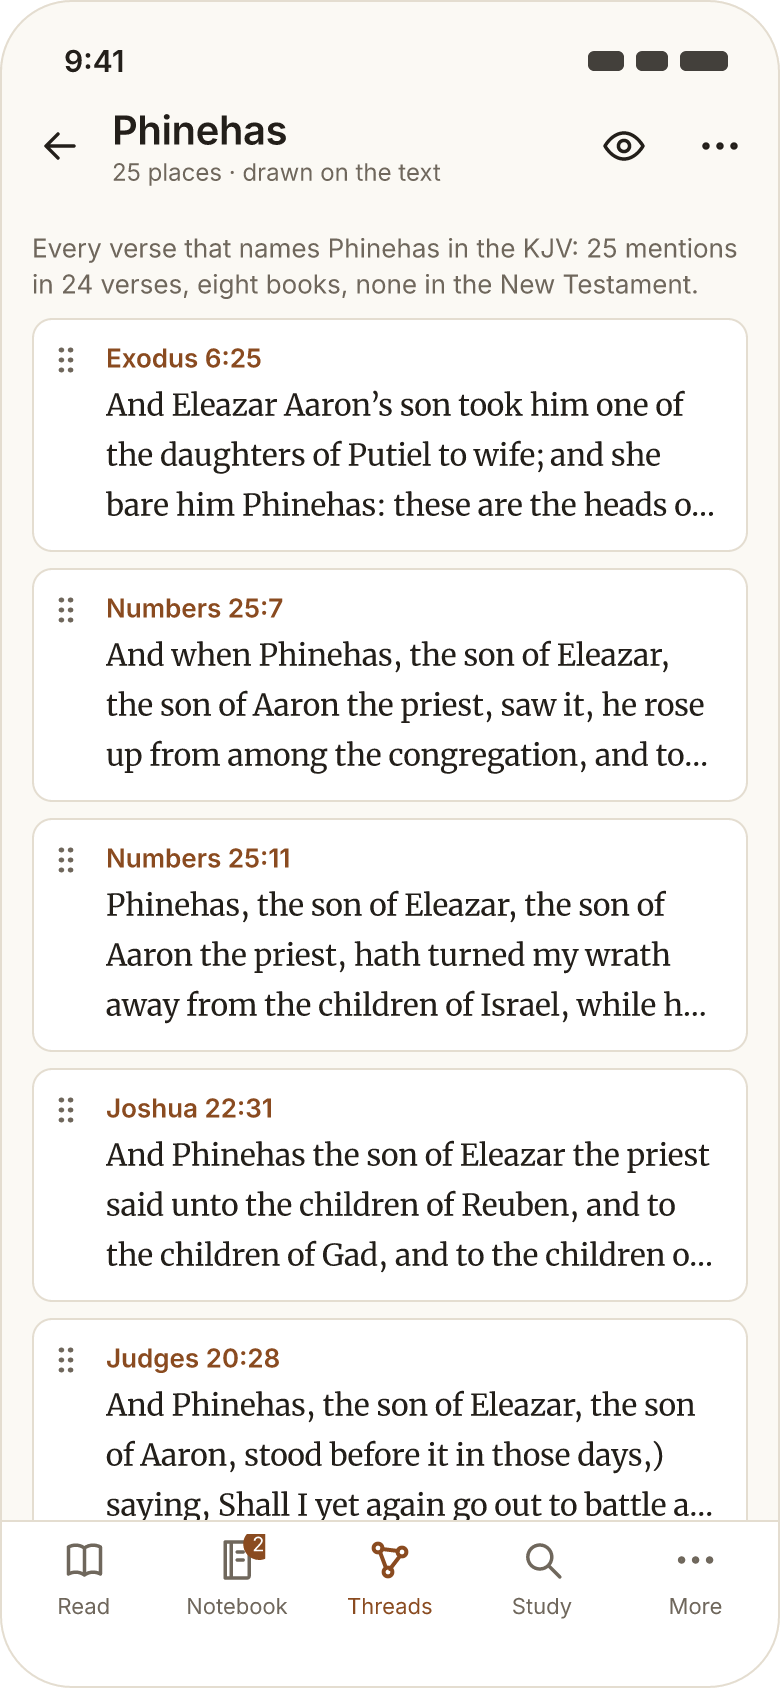 9:41
Phinehas
25 places · drawn on the text
Every verse that names Phinehas in the KJV: 25 mentions
in 24 verses, eight books, none in the New Testament.
Exodus 6:25
And Eleazar Aaron’s son took him one of
the daughters of Putiel to wife; and she
bare him Phinehas: these are the heads o…
Numbers 25:7
And when Phinehas, the son of Eleazar,
the son of Aaron the priest, saw it, he rose
up from among the congregation, and to…
Numbers 25:11
Phinehas, the son of Eleazar, the son of
Aaron the priest, hath turned my wrath
away from the children of Israel, while h…
Joshua 22:31
And Phinehas the son of Eleazar the priest
said unto the children of Reuben, and to
the children of Gad, and to the children o…
Judges 20:28
And Phinehas, the son of Eleazar, the son
of Aaron, stood before it in those days,)
saying, Shall I yet again go out to battle a…
2
Read
Notebook
Threads
Study
More